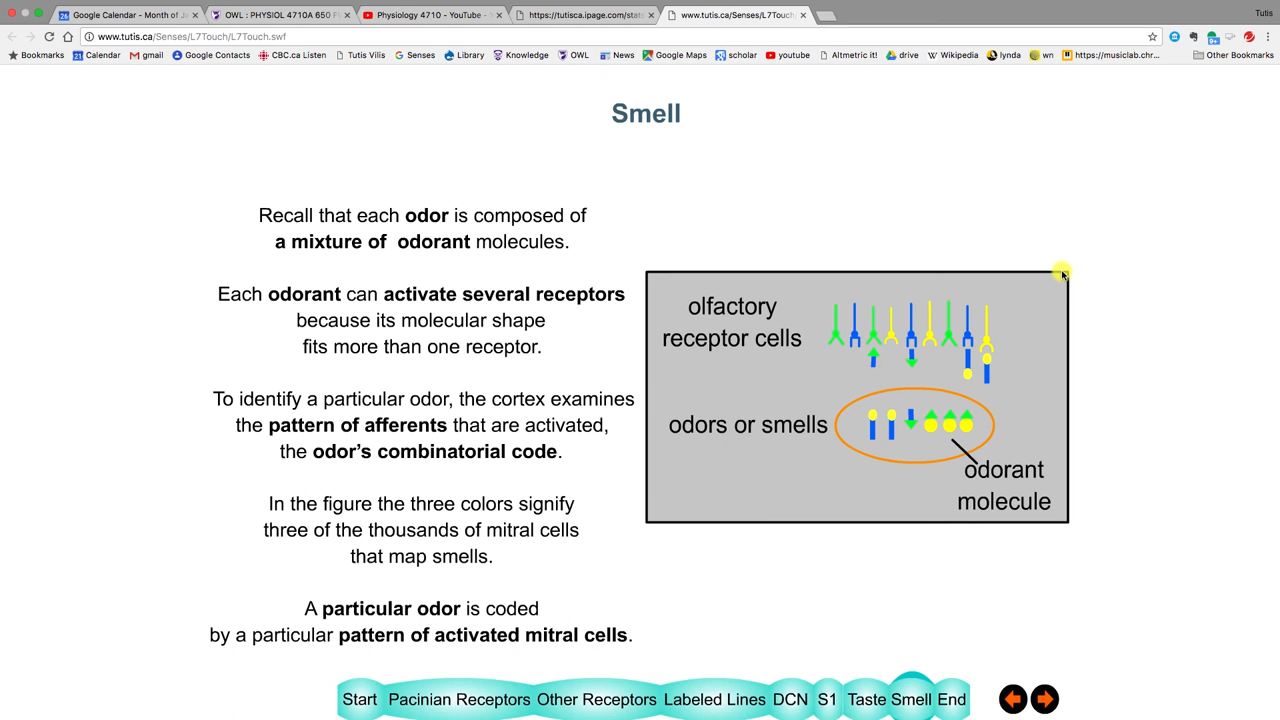 Google Calendar - Month of J
OWL : PHYSIOL 4710A 650 F
Physiology 4710 - YouTube -
https://tutisca.ipage.com/stats
www.tutis.ca/Senses/L7Touch/
Tutis
www.tutis.ca/Senses/L7Touch/L7Touch.swf
Bookmarks Calendar gmail Google Contacts CBC.ca Listen Tutis Vilis Senses Library Knowledge OWL News Google Maps scholar youtube Altmetric it! drive Wikipedia lynda wn https://musiclab.chr... Other Bookmarks
Smell
Recall that each odor is composed of
a mixture of odorant molecules.
Each odorant can activate several receptors
because its molecular shape
fits more than one receptor.
To identify a particular odor, the cortex examines
the pattern of afferents that are activated,
the odor's combinatorial code.
In the figure the three colors signify
three of the thousands of mitral cells
that map smells.
A particular odor is coded
by a particular pattern of activated mitral cells.
olfactory
receptor cells
odors or smells
odorant
molecule
Start Pacinian Receptors Other Receptors Labeled Lines DCN S1 Taste Smell End